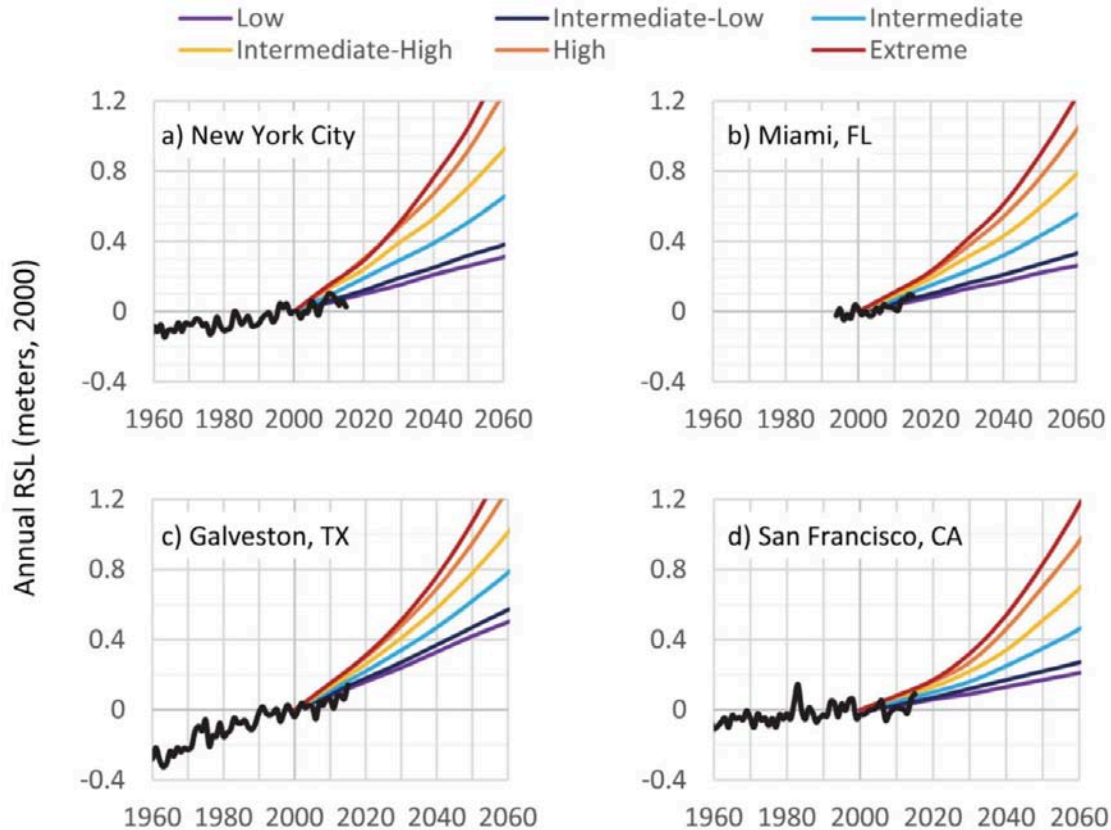 Low Intermediate-Low Intermediate
Intermediate-High High Extreme
Annual RSL (meters, 2000)
a) New York City
1.2
0.8
0.4
0
-0.4
1960 1980 2000 2020 2040 2060
b) Miami, FL
1.2
0.8
0.4
0
-0.4
1960 1980 2000 2020 2040 2060
c) Galveston, TX
1.2
0.8
0.4
0
-0.4
1960 1980 2000 2020 2040 2060
d) San Francisco, CA
1.2
0.8
0.4
0
-0.4
1960 1980 2000 2020 2040 2060